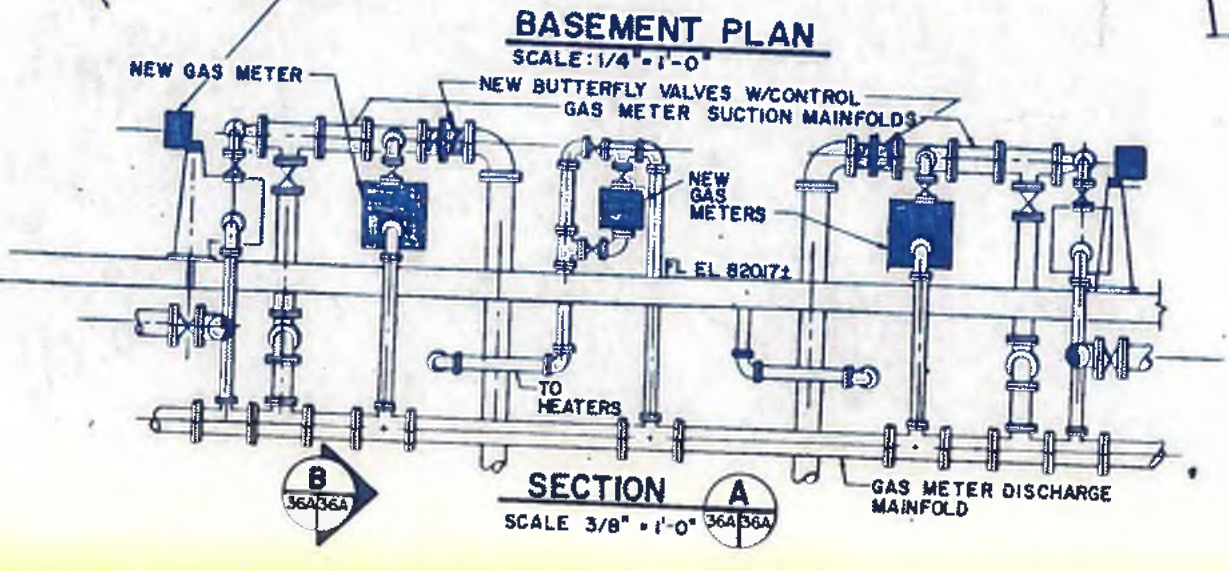 BASEMENT PLAN
SCALE: 1/4" = 1'-0"
NEW GAS METER
NEW BUTTERFLY VALVES W/CONTROL
GAS METER SUCTION MAINFOLDS
NEW
GAS
METERS
FL EL 820.17±
TO
HEATERS
B
36A 36A
SECTION
SCALE 3/8" = 1'-0"
A
36A 36A
GAS METER DISCHARGE
MAINFOLD